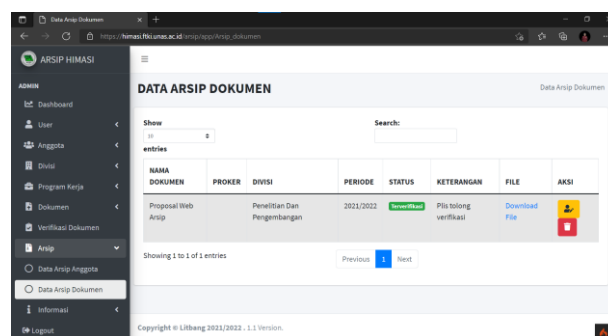 Data Arsip Dokumen
https://himasi.ftki.unas.ac.id/arsip/app/Arsip_dokumen
ARSIP HIMASI
ADMIN
Dashboard
User
Anggota
Divisi
Program Kerja
Dokumen
Verifikasi Dokumen
Arsip
Data Arsip Anggota
Data Arsip Dokumen
Informasi
Logout
DATA ARSIP DOKUMEN
Data Arsip Dokumen
Show
10
entries
Search:
NAMA DOKUMEN PROKER DIVISI PERIODE STATUS KETERANGAN FILE AKSI
Proposal Web Arsip Penelitian Dan Pengembangan 2021/2022 Terverifikasi Plis tolong verifikasi Download File
Showing 1 to 1 of 1 entries
Previous 1 Next
Copyright © Litbang 2021/2022 . 1.1 Version.